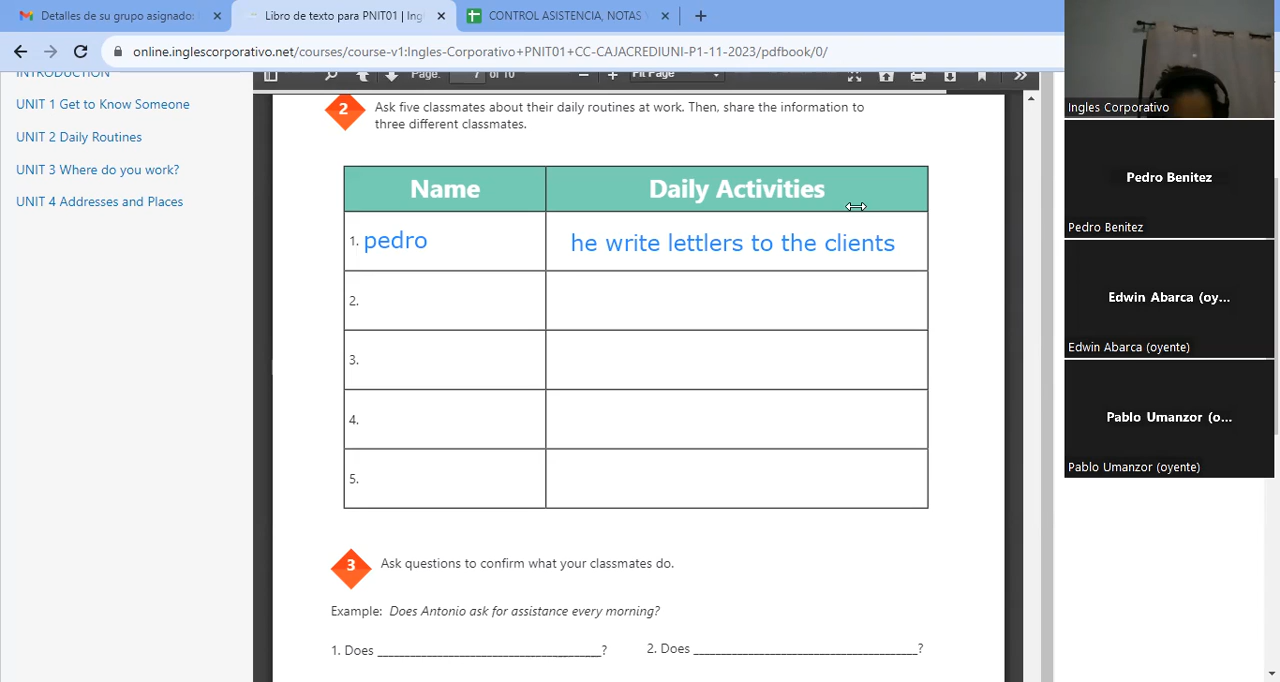 Detalles de su grupo asignado:
Libro de texto para PNIT01 | Ing
CONTROL ASISTENCIA, NOTAS Y
online.inglescorporativo.net/courses/course-v1:Ingles-Corporativo+PNIT01+CC-CAJACREDIUNI-P1-11-2023/pdfbook/0/
INTRODUCTION
UNIT 1 Get to Know Someone
UNIT 2 Daily Routines
UNIT 3 Where do you work?
UNIT 4 Addresses and Places
Page: 7 of 10
Fit Page
2 Ask five classmates about their daily routines at work. Then, share the information to
three different classmates.
Name Daily Activities
1. pedro he write lettlers to the clients
2.
3.
4.
5.
3 Ask questions to confirm what your classmates do.
Example: Does Antonio ask for assistance every morning?
1. Does ______________________________________? 2. Does ______________________________________?
Ingles Corporativo
Pedro Benitez
Pedro Benitez
Edwin Abarca (oy...
Edwin Abarca (oyente)
Pablo Umanzor (o...
Pablo Umanzor (oyente)